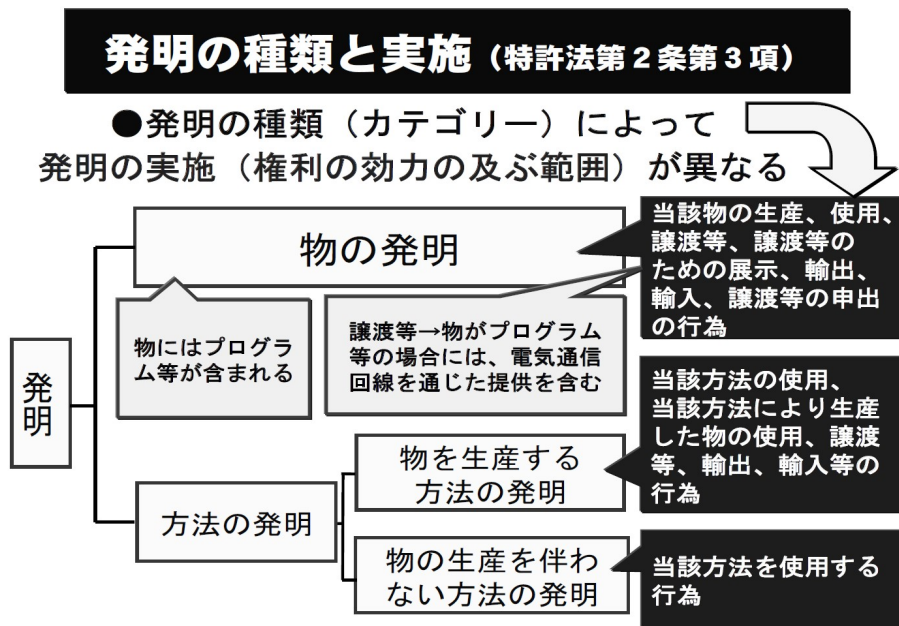 発明の種類と実施（特許法第２条第３項）
●発明の種類（カテゴリー）によって
発明の実施（権利の効力の及ぶ範囲）が異なる
発明
物の発明
当該物の生産、使用、
譲渡等、譲渡等の
ための展示、輸出、
輸入、譲渡等の申出
の行為
物にはプログラ
ム等が含まれる
譲渡等→物がプログラム
等の場合には、電気通信
回線を通じた提供を含む
方法の発明
物を生産する
方法の発明
当該方法の使用、
当該方法により生産
した物の使用、譲渡
等、輸出、輸入等の
行為
物の生産を伴わ
ない方法の発明
当該方法を使用する
行為